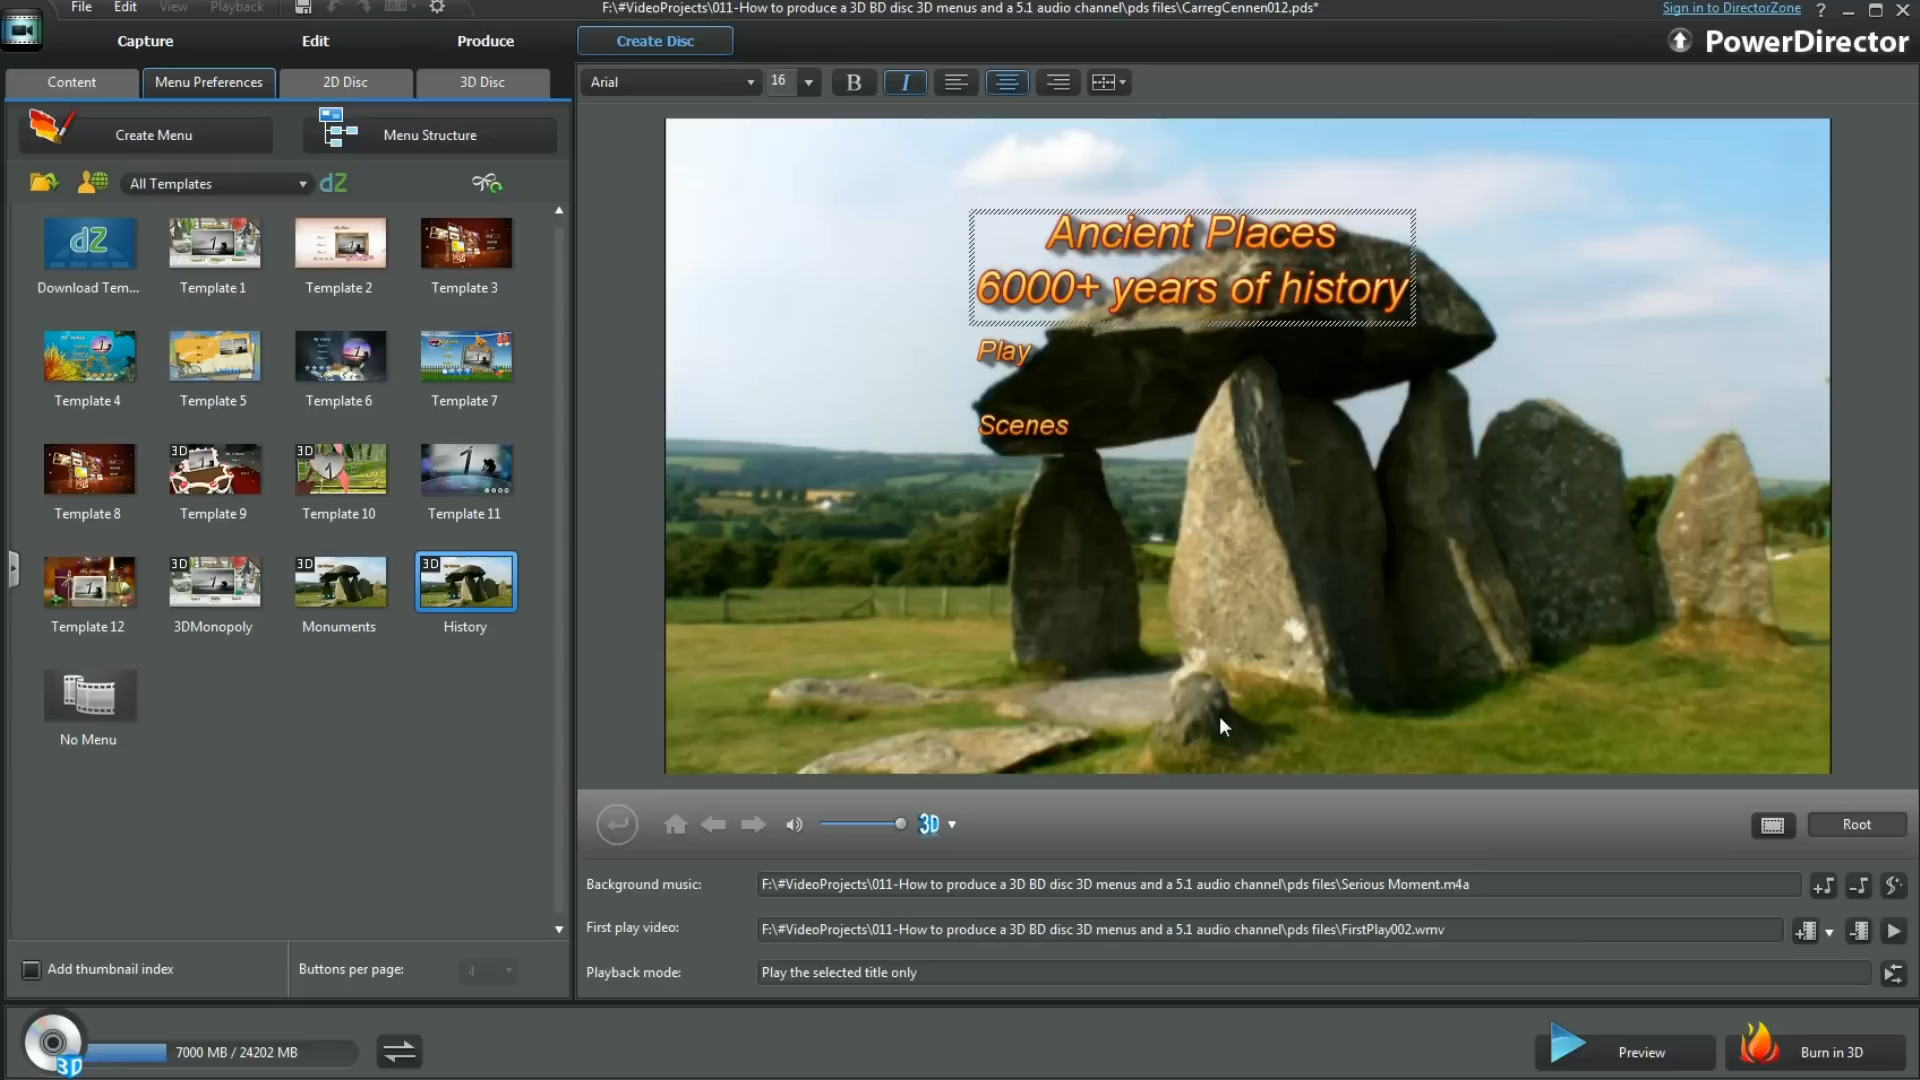 File Edit View Playback
F:\#VideoProjects\011-How to produce a 3D BD disc 3D menus and a 5.1 audio channel\pds files\CarregCennen012.pds*
Sign in to DirectorZone ?
Capture Edit Produce Create Disc
PowerDirector
Content Menu Preferences 2D Disc 3D Disc
Arial 16 B I
Create Menu Menu Structure
All Templates dZ
dZ
Download Tem... Template 1 Template 2 Template 3
Template 4 Template 5 Template 6 Template 7
3D 3D
Template 8 Template 9 Template 10 Template 11
3D 3D 3D
Template 12 3DMonopoly Monuments History
No Menu
Ancient Places
6000+ years of history
Play
Scenes
3D Root
Background music: F:\#VideoProjects\011-How to produce a 3D BD disc 3D menus and a 5.1 audio channel\pds files\Serious Moment.m4a
First play video: F:\#VideoProjects\011-How to produce a 3D BD disc 3D menus and a 5.1 audio channel\pds files\FirstPlay002.wmv
Playback mode: Play the selected title only
Add thumbnail index Buttons per page: 4
3D 7000 MB / 24202 MB Preview Burn in 3D